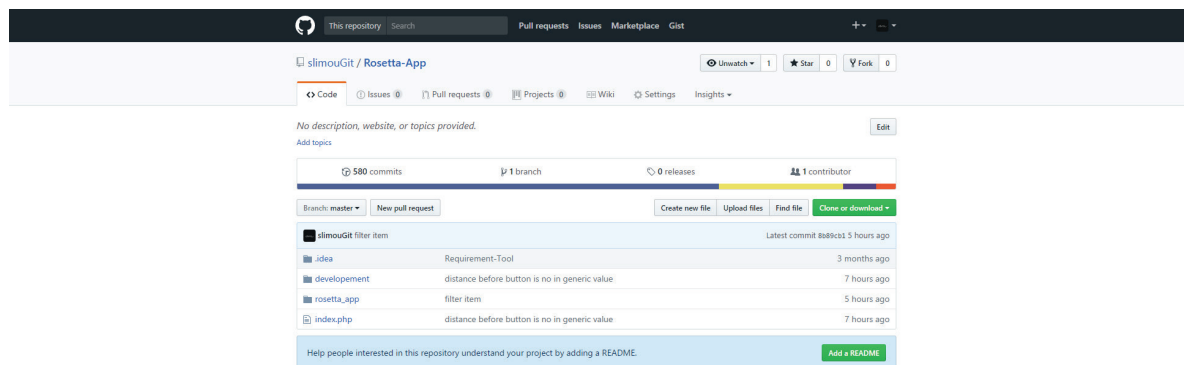 This repository Search Pull requests Issues Marketplace Gist
slimouGit / Rosetta-App Unwatch 1 Star 0 Fork 0
Code Issues 0 Pull requests 0 Projects 0 Wiki Settings Insights
No description, website, or topics provided. Edit
Add topics
580 commits 1 branch 0 releases 1 contributor
Branch: master New pull request Create new file Upload files Find file Clone or download
slimouGit filter item Latest commit 8b89cb1 5 hours ago
.idea Requirement-Tool 3 months ago
developement distance before button is no in generic value 7 hours ago
rosetta_app filter item 5 hours ago
index.php distance before button is no in generic value 7 hours ago
Help people interested in this repository understand your project by adding a README. Add a README